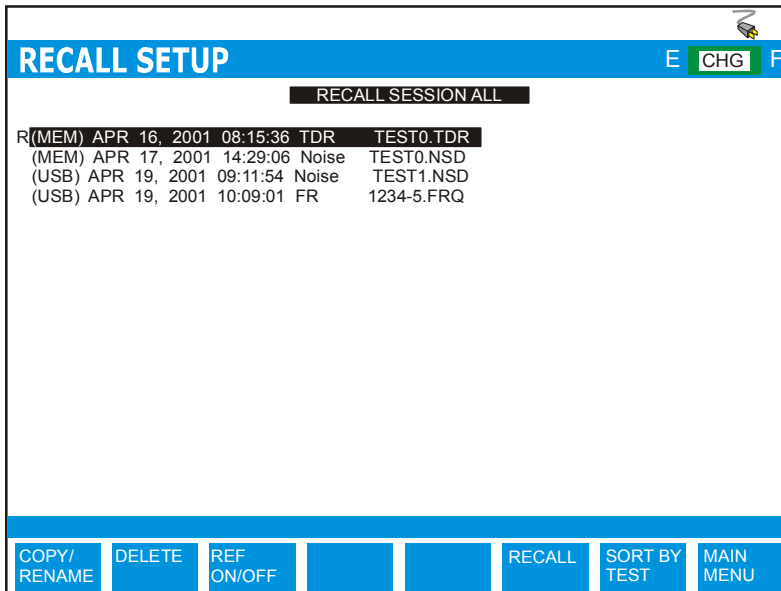 RECALL SETUP E CHG F
RECALL SESSION ALL
R(MEM) APR 16, 2001 08:15:36 TDR TEST0.TDR
(MEM) APR 17, 2001 14:29:06 Noise TEST0.NSD
(USB) APR 19, 2001 09:11:54 Noise TEST1.NSD
(USB) APR 19, 2001 10:09:01 FR 1234-5.FRQ
COPY/ DELETE REF RECALL SORT BY MAIN
RENAME ON/OFF TEST MENU